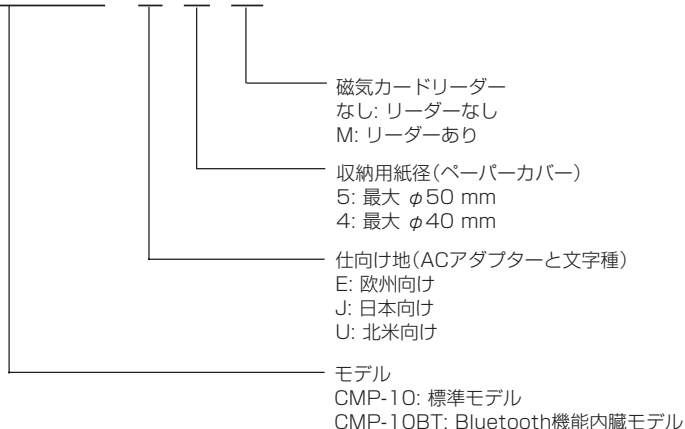 磁気カードリーダー
なし: リーダーなし
M: リーダーあり
収納用紙径(ペーパーカバー)
5: 最大 φ50 mm
4: 最大 φ40 mm
仕向け地(ACアダプターと文字種)
E: 欧州向け
J: 日本向け
U: 北米向け
モデル
CMP-10: 標準モデル
CMP-10BT: Bluetooth機能内臓モデル